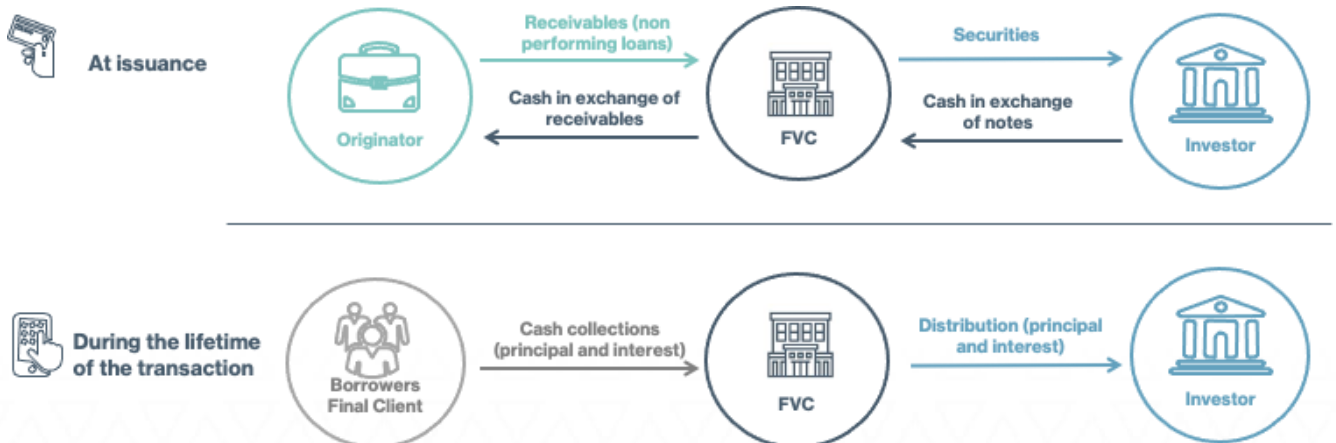 At issuance
Receivables (non
performing loans)
Cash in exchange of
receivables
Securities
Cash in exchange
of notes
Originator
FVC
Investor
During the lifetime
of the transaction
Borrowers
Final Client
Cash collections
(principal and interest)
FVC
Distribution (principal
and interest)
Investor